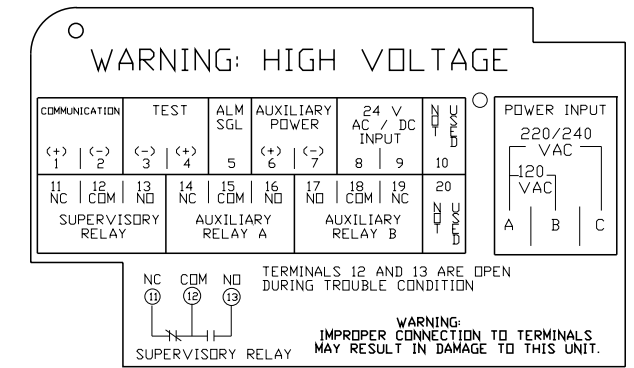 WARNING: HIGH VOLTAGE
COMMUNICATION
(+) (-)
1 2
TEST
(-) (+)
3 4
ALM
SGL
5
AUXILIARY
POWER
(+) (-)
6 7
24 V
AC / DC
INPUT
8 9
NOT USED
10
11 12 13
NC COM NO
SUPERVISORY
RELAY
14 15 16
NC COM NO
AUXILIARY
RELAY A
17 18 19
NO COM NC
AUXILIARY
RELAY B
20
NOT USED
POWER INPUT
220/240
VAC
120
VAC
A B C
NC COM NO
11 12 13
SUPERVISORY RELAY
TERMINALS 12 AND 13 ARE OPEN
DURING TROUBLE CONDITION
WARNING:
IMPROPER CONNECTION TO TERMINALS
MAY RESULT IN DAMAGE TO THIS UNIT.